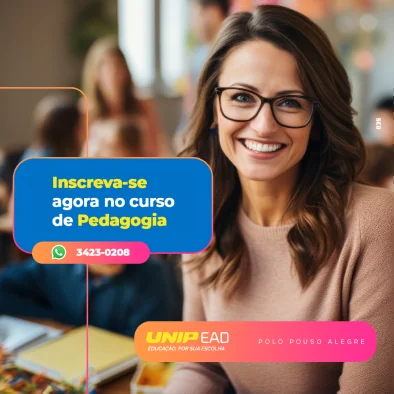 Inscreva-se
agora no curso
de Pedagogia
3423-0208
UNIP EAD
EDUCAÇÃO, POR SUA ESCOLHA
POLO POUSO ALEGRE